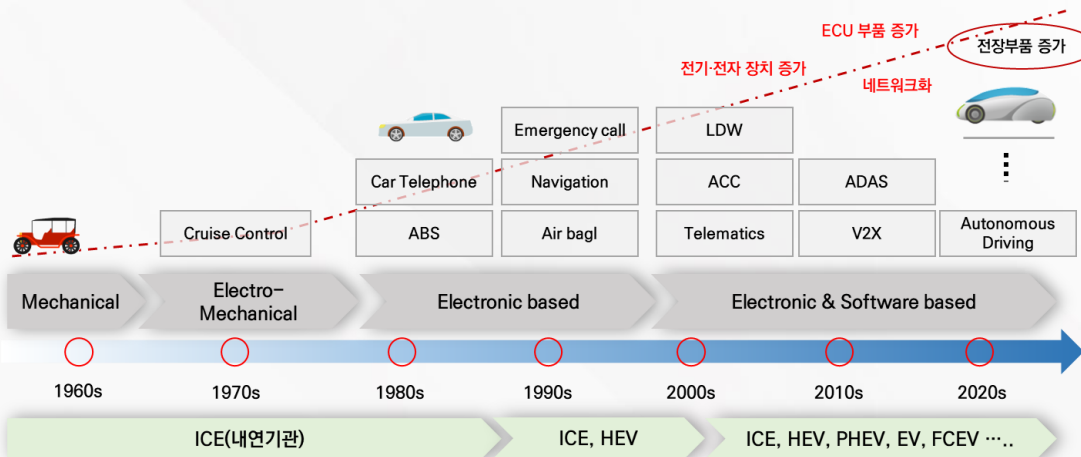 ECU 부품 증가
전장부품 증가
전기·전자 장치 증가
네트워크화
Emergency call
LDW
Car Telephone
Navigation
ACC
ADAS
Cruise Control
ABS
Air bagl
Telematics
V2X
Autonomous
Driving
Mechanical
Electro-
Mechanical
Electronic based
Electronic & Software based
1960s
1970s
1980s
1990s
2000s
2010s
2020s
ICE(내연기관)
ICE, HEV
ICE, HEV, PHEV, EV, FCEV ⋯..